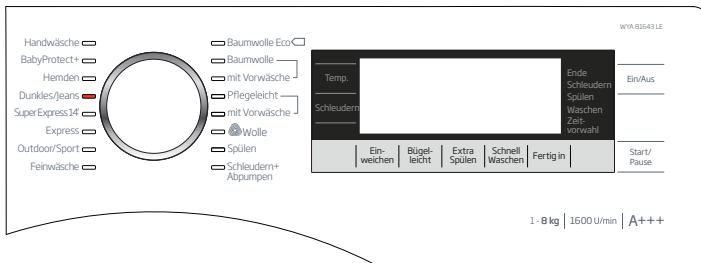 WYA 81643 LE
Handwäsche
BabyProtect+
Hemden
Dunkles/Jeans
SuperExpress14'
Express
Outdoor/Sport
Feinwäsche
Baumwolle Eco
Baumwolle
mit Vorwäsche
Pflegeleicht
mit Vorwäsche
Wolle
Spülen
Schleudern+
Abpumpen
Temp.
Schleudern
Ende
Schleudern
Spülen
Waschen
Zeit-
vorwahl
Ein/Aus
Ein-
weichen
Bügel-
leicht
Extra
Spülen
Schnell
Waschen
Fertig in
Start/
Pause
1 - 8 kg | 1600 U/min | A+++